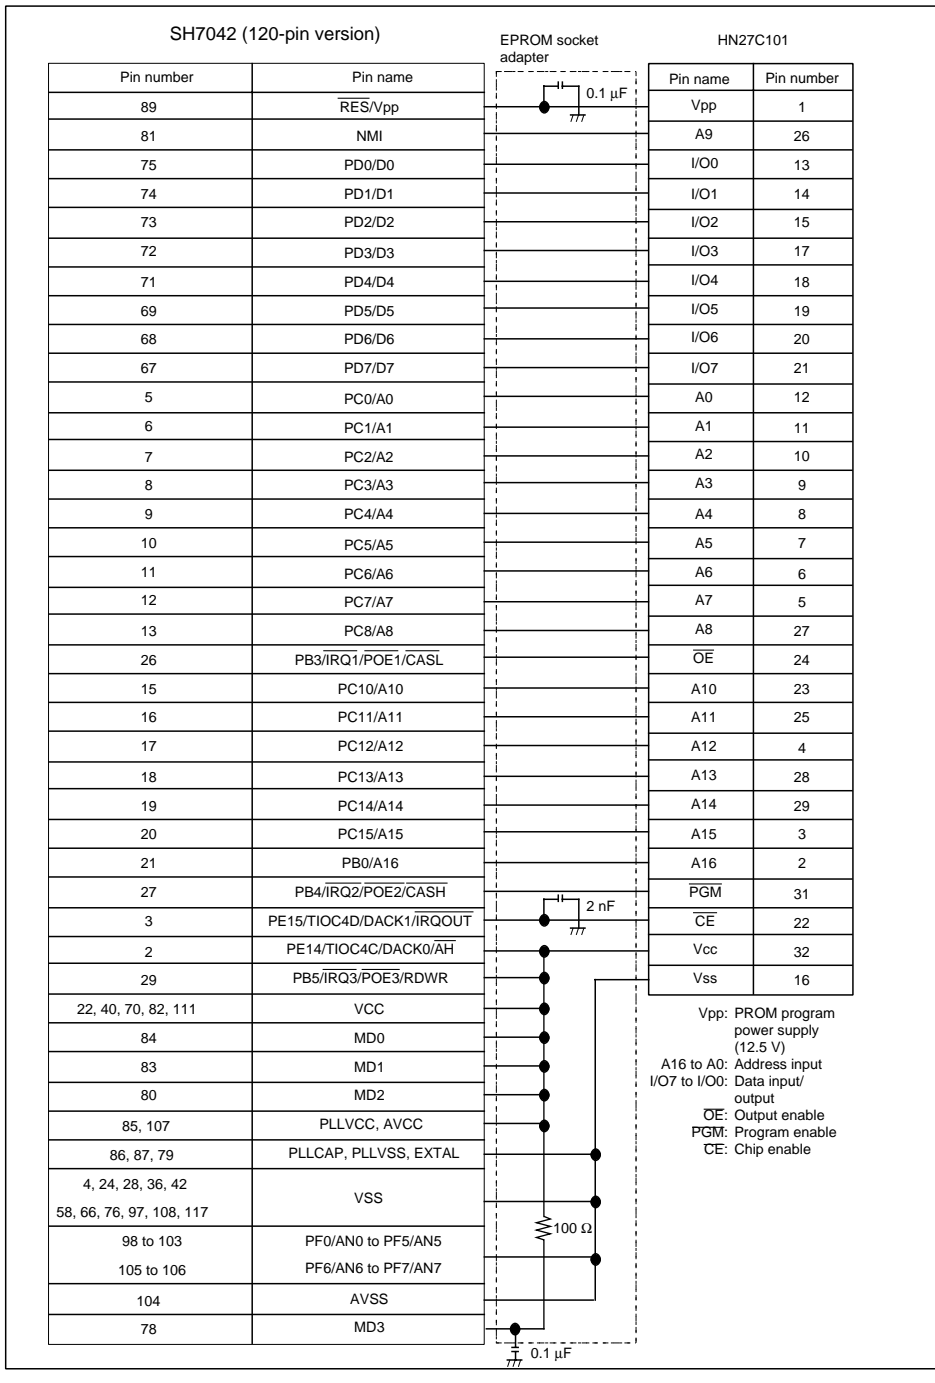 SH7042 (120-pin version)
EPROM socket
adapter
HN27C101
Pin number Pin name Pin name Pin number
89 RES/Vpp 0.1 µF Vpp 1
81 NMI A9 26
75 PD0/D0 I/O0 13
74 PD1/D1 I/O1 14
73 PD2/D2 I/O2 15
72 PD3/D3 I/O3 17
71 PD4/D4 I/O4 18
69 PD5/D5 I/O5 19
68 PD6/D6 I/O6 20
67 PD7/D7 I/O7 21
5 PC0/A0 A0 12
6 PC1/A1 A1 11
7 PC2/A2 A2 10
8 PC3/A3 A3 9
9 PC4/A4 A4 8
10 PC5/A5 A5 7
11 PC6/A6 A6 6
12 PC7/A7 A7 5
13 PC8/A8 A8 27
26 PB3/IRQ1/POE1/CASL OE 24
15 PC10/A10 A10 23
16 PC11/A11 A11 25
17 PC12/A12 A12 4
18 PC13/A13 A13 28
19 PC14/A14 A14 29
20 PC15/A15 A15 3
21 PB0/A16 A16 2
27 PB4/IRQ2/POE2/CASH PGM 31
3 PE15/TIOC4D/DACK1/IRQOUT 2 nF CE 22
2 PE14/TIOC4C/DACK0/AH Vcc 32
29 PB5/IRQ3/POE3/RDWR Vss 16
22, 40, 70, 82, 111 VCC
84 MD0
83 MD1
80 MD2
85, 107 PLLVCC, AVCC
86, 87, 79 PLLCAP, PLLVSS, EXTAL
4, 24, 28, 36, 42
58, 66, 76, 97, 108, 117 VSS
98 to 103 PF0/AN0 to PF5/AN5 100 Ω
105 to 106 PF6/AN6 to PF7/AN7
104 AVSS
78 MD3
0.1 µF
Vpp: PROM program
power supply
(12.5 V)
A16 to A0: Address input
I/O7 to I/O0: Data input/
output
OE: Output enable
PGM: Program enable
CE: Chip enable